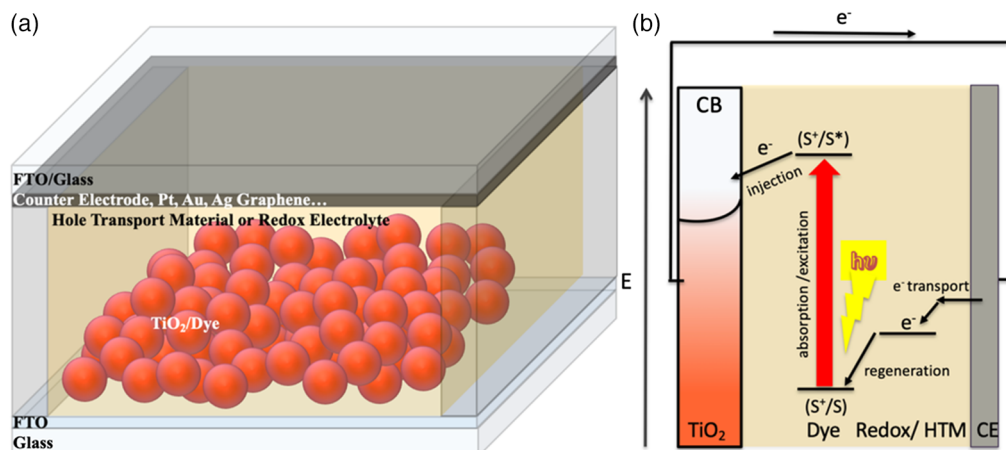 (a)
FTO/Glass
Counter Electrode, Pt, Au, Ag Graphene…
Hole Transport Material or Redox Electrolyte
TiO₂/Dye
FTO
Glass
(b)
e⁻
E
CB
(S⁺/S*)
e⁻
injection
absorption /excitation
hυ
e⁻ transport
e⁻
regeneration
(S⁺/S)
TiO₂ Dye Redox/ HTM CE